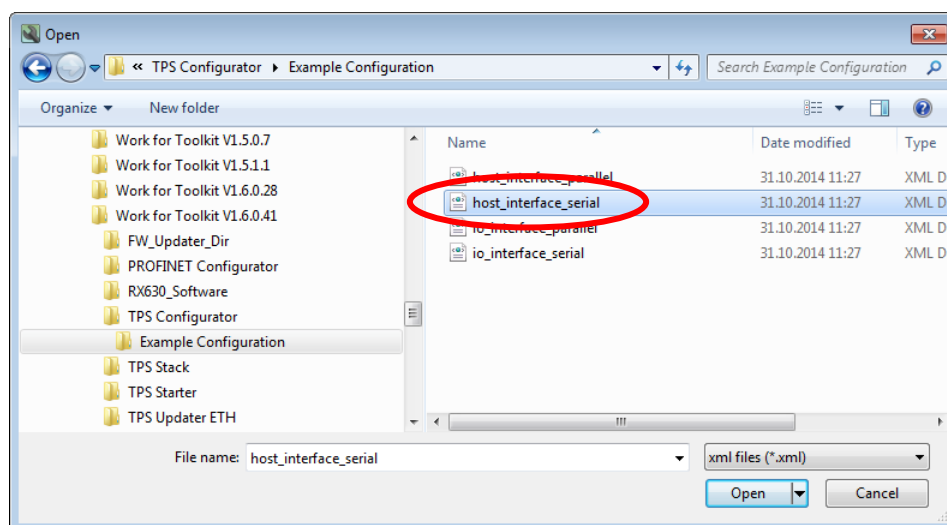 Open
« TPS Configurator ▸ Example Configuration
Search Example Configuration
Organize New folder
Work for Toolkit V1.5.0.7
Work for Toolkit V1.5.1.1
Work for Toolkit V1.6.0.28
Work for Toolkit V1.6.0.41
FW_Updater_Dir
PROFINET Configurator
RX630_Software
TPS Configurator
Example Configuration
TPS Stack
TPS Starter
TPS Updater ETH
Name Date modified Type
host_interface_parallel 31.10.2014 11:27 XML D
host_interface_serial 31.10.2014 11:27 XML D
io_interface_parallel 31.10.2014 11:27 XML D
io_interface_serial 31.10.2014 11:27 XML D
File name: host_interface_serial xml files (*.xml)
Open Cancel